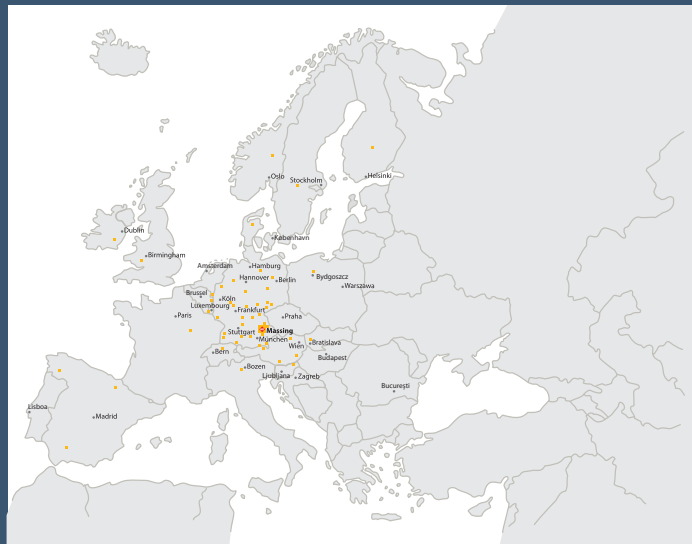 Oslo
Stockholm
Helsinki
Dublin
København
Birmingham
Amsterdam
Hamburg
Hannover
Berlin
Bydgoszcz
Warszawa
Brussel
Köln
Luxembourg
Frankfurt
Paris
Praha
Stuttgart
Massing
München
Wien
Bratislava
Bern
Budapest
Bozen
Ljubljana
Zagreb
București
Lisboa
Madrid